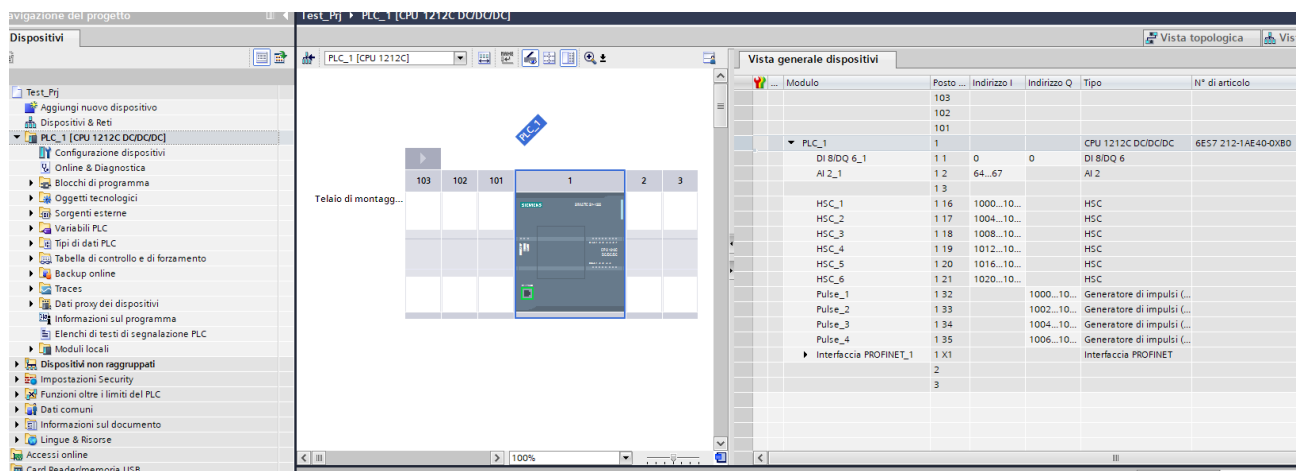 avigazione del progetto
Test_Prj ▸ PLC_1 [CPU 1212C DC/DC/DC]
Dispositivi
Vista topologica
Vis
PLC_1 [CPU 1212C]
Vista generale dispositivi
Test_Prj
Aggiungi nuovo dispositivo
Dispositivi & Reti
PLC_1 [CPU 1212C DC/DC/DC]
Configurazione dispositivi
Online & Diagnostica
Blocchi di programma
Oggetti tecnologici
Sorgenti esterne
Variabili PLC
Tipi di dati PLC
Tabella di controllo e di forzamento
Backup online
Traces
Dati proxy dei dispositivi
Informazioni sul programma
Elenchi di testi di segnalazione PLC
Moduli locali
Dispositivi non raggruppati
Impostazioni Security
Funzioni oltre i limiti del PLC
Dati comuni
Informazioni sul documento
Lingue & Risorse
Accessi online
Card Reader/memoria USB
PLC_1
103 102 101 1 2 3
Telaio di montagg...
SIEMENS
100%
... Modulo Posto ... Indirizzo I Indirizzo Q Tipo N° di articolo
103
102
101
PLC_1 1 CPU 1212C DC/DC/DC 6ES7 212-1AE40-0XB0
DI 8/DQ 6_1 1 1 0 0 DI 8/DQ 6
AI 2_1 1 2 64...67 AI 2
1 3
HSC_1 1 16 1000...10... HSC
HSC_2 1 17 1004...10... HSC
HSC_3 1 18 1008...10... HSC
HSC_4 1 19 1012...10... HSC
HSC_5 1 20 1016...10... HSC
HSC_6 1 21 1020...10... HSC
Pulse_1 1 32 1000...10... Generatore di impulsi (...
Pulse_2 1 33 1002...10... Generatore di impulsi (...
Pulse_3 1 34 1004...10... Generatore di impulsi (...
Pulse_4 1 35 1006...10... Generatore di impulsi (...
Interfaccia PROFINET_1 1 X1 Interfaccia PROFINET
2
3